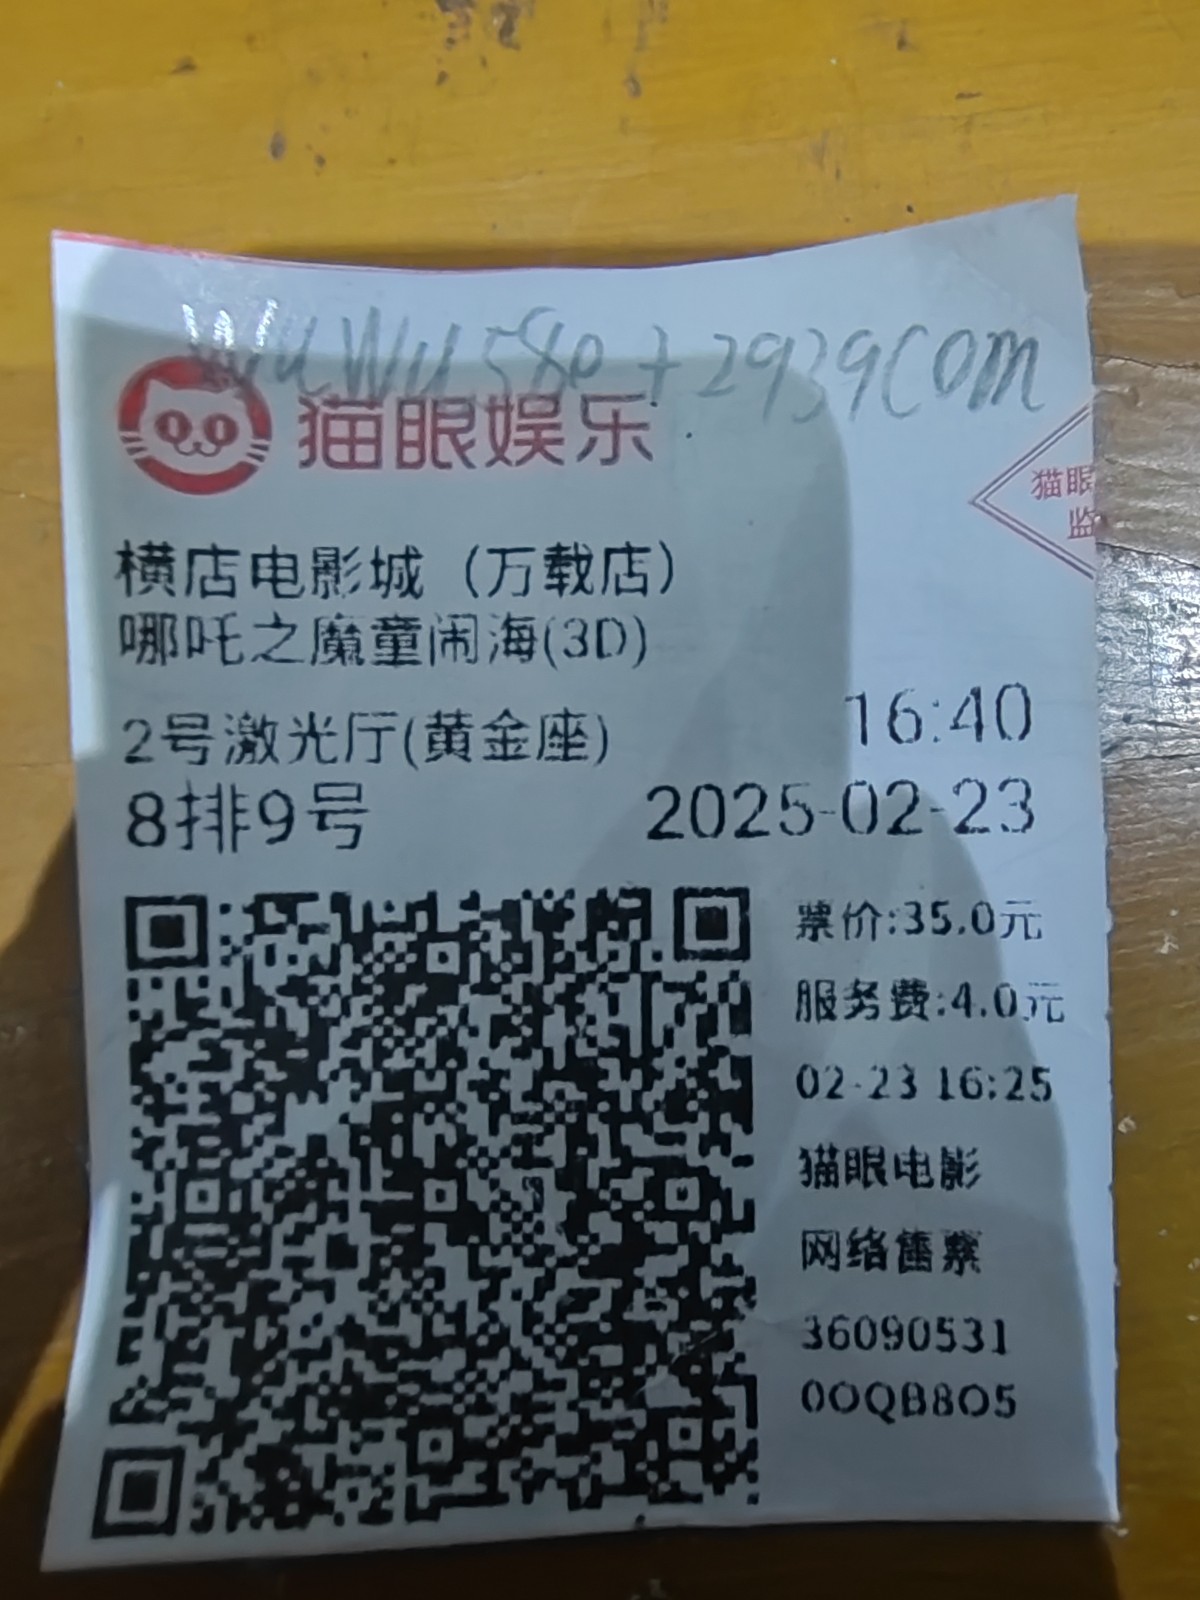 猫眼娱乐
猫眼
监
横店电影城（万载店）
哪吒之魔童闹海(3D)
2号激光厅(黄金座)
16:40
8排9号
2025-02-23
票价:35.0元
服务费:4.0元
02-23 16:25
猫眼电影
网络售票
36090531
00QB8O5